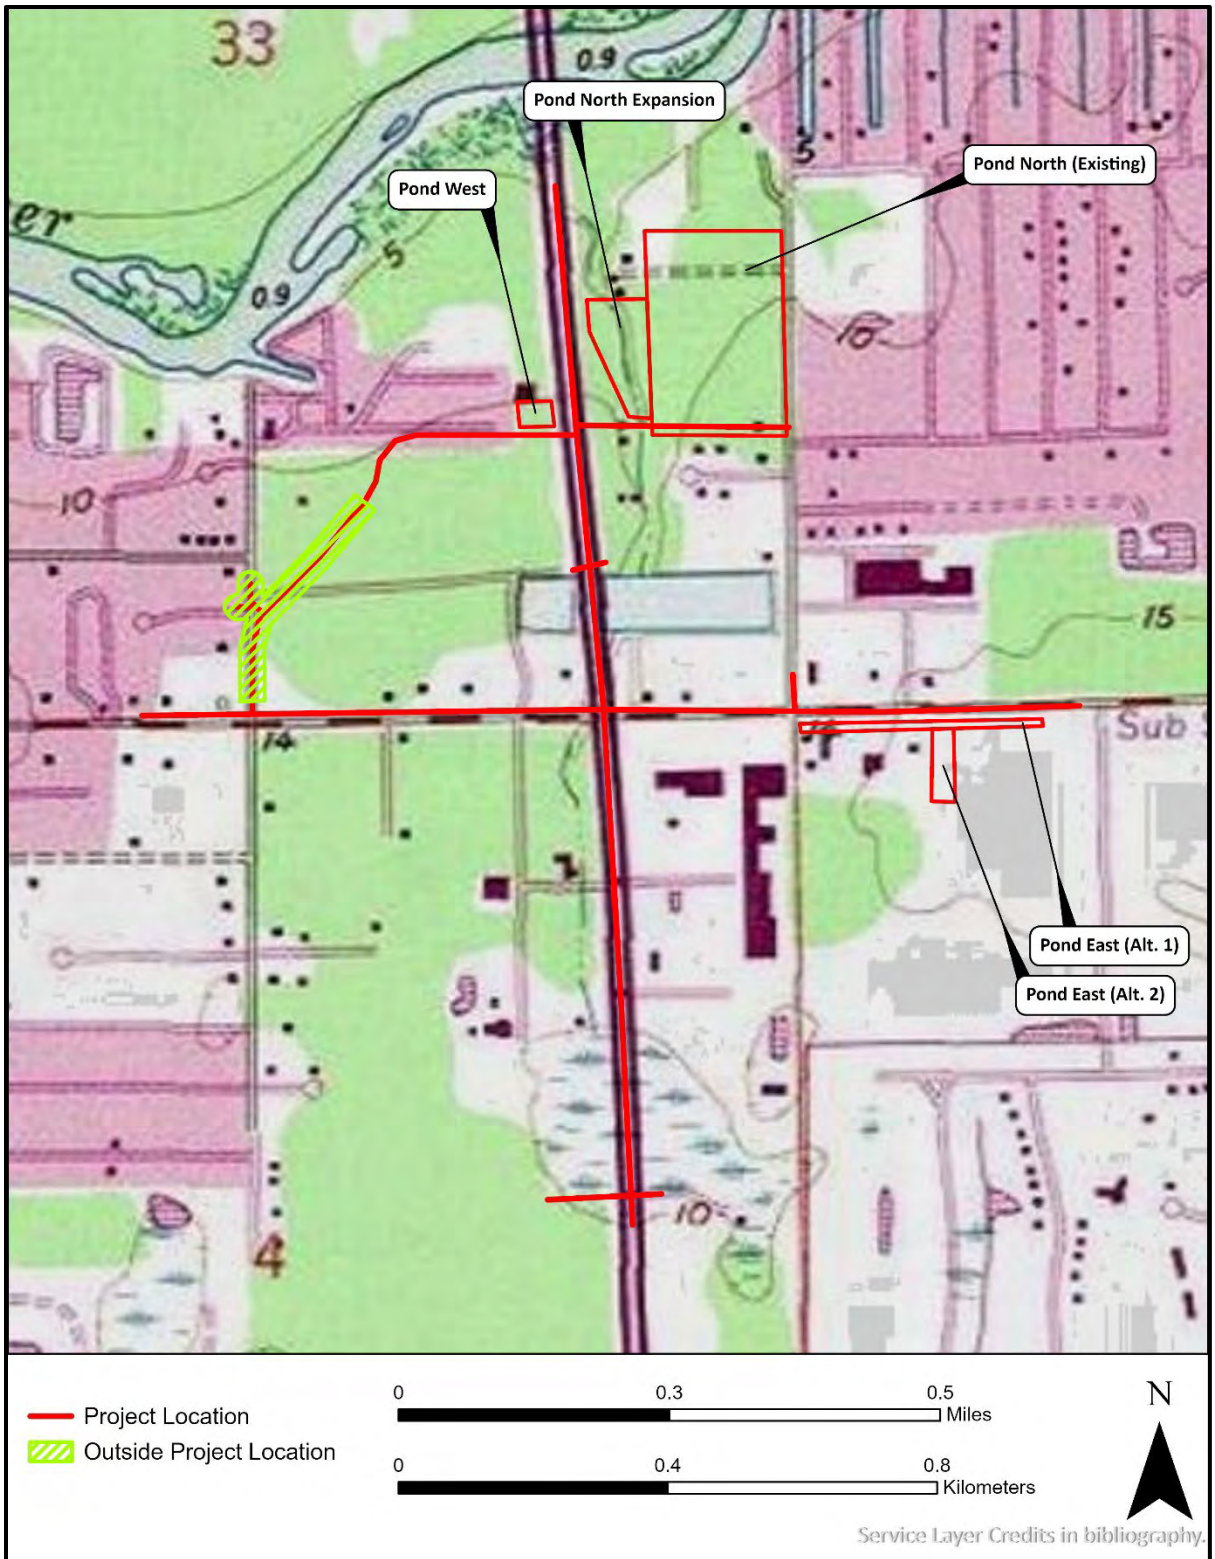 33
0.9
Pond North Expansion
5
Pond North (Existing)
Pond West
er
5
0.9
10
10
15
14
Sub S
Pond East (Alt. 1)
Pond East (Alt. 2)
10
4
0 0.3 0.5
Miles
Project Location
Outside Project Location
0 0.4 0.8
Kilometers
N
Service Layer Credits in bibliography.